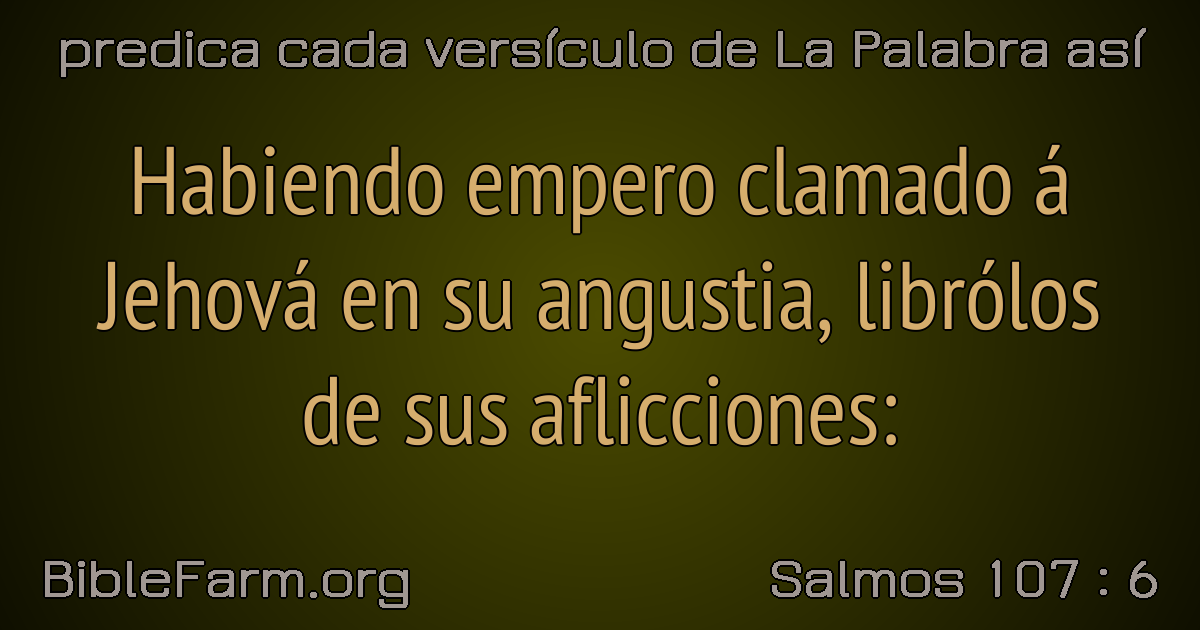 predica cada versículo de La Palabra así
Habiendo empero clamado á
Jehová en su angustia, librólos
de sus aflicciones:
BibleFarm.org
Salmos 107 : 6